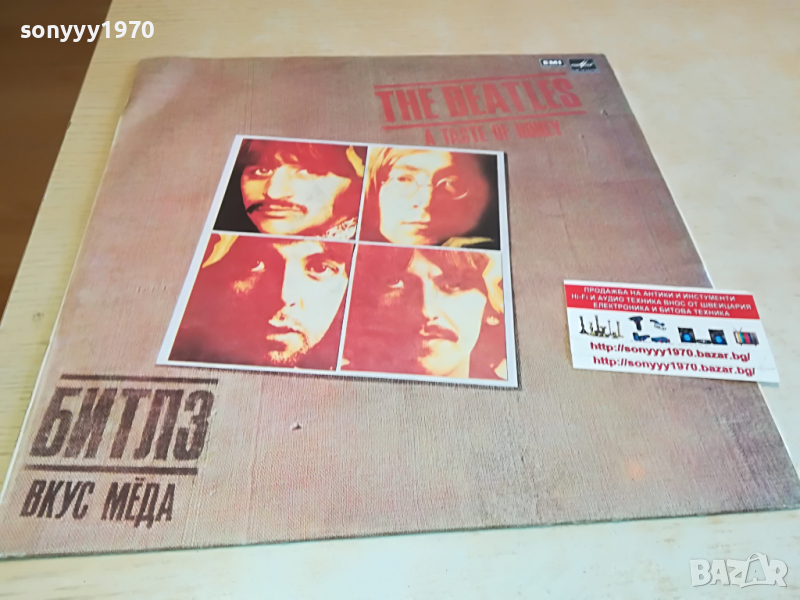 sonyyy1970
EMI
THE BEATLES
A TASTE OF HONEY
ПРОДАЖБА НА АНТИКИ И ИНСТУМЕНТИ
Hi-Fi И АУДИО ТЕХНИКА ВНОС ОТ ШВЕЙЦАРИЯ
ЕЛЕКТРОНИКА И БИТОВА ТЕХНИКА
http://sonyyy1970.bazar.bg/
http://sonyyy1970.bazar.bg/
БИТЛЗ
ВКУС МЁДА
BAZAR